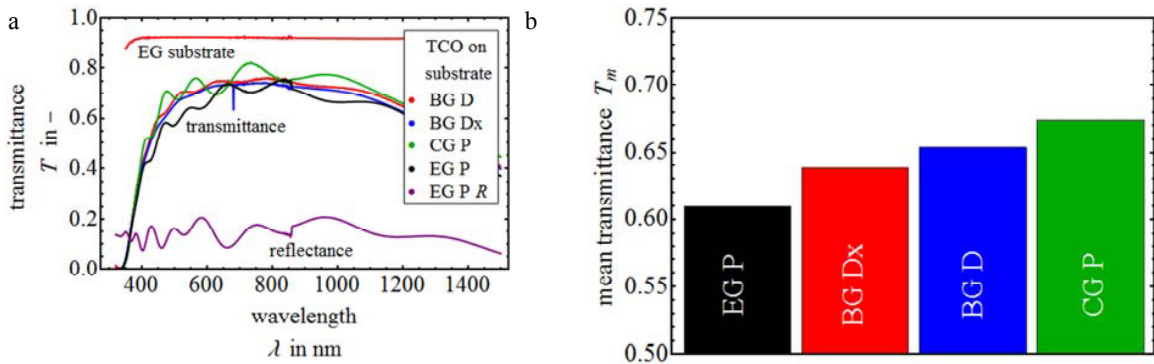 a
transmittance
T in –
1.0
0.8
0.6
0.4
0.2
0.0
EG substrate
transmittance
reflectance
TCO on
substrate
BG D
BG Dx
CG P
EG P
EG P R
400 600 800 1000 1200 1400
wavelength
λ in nm
b
mean transmittance Tm
0.75
0.70
0.65
0.60
0.55
0.50
EG P
BG Dx
BG D
CG P